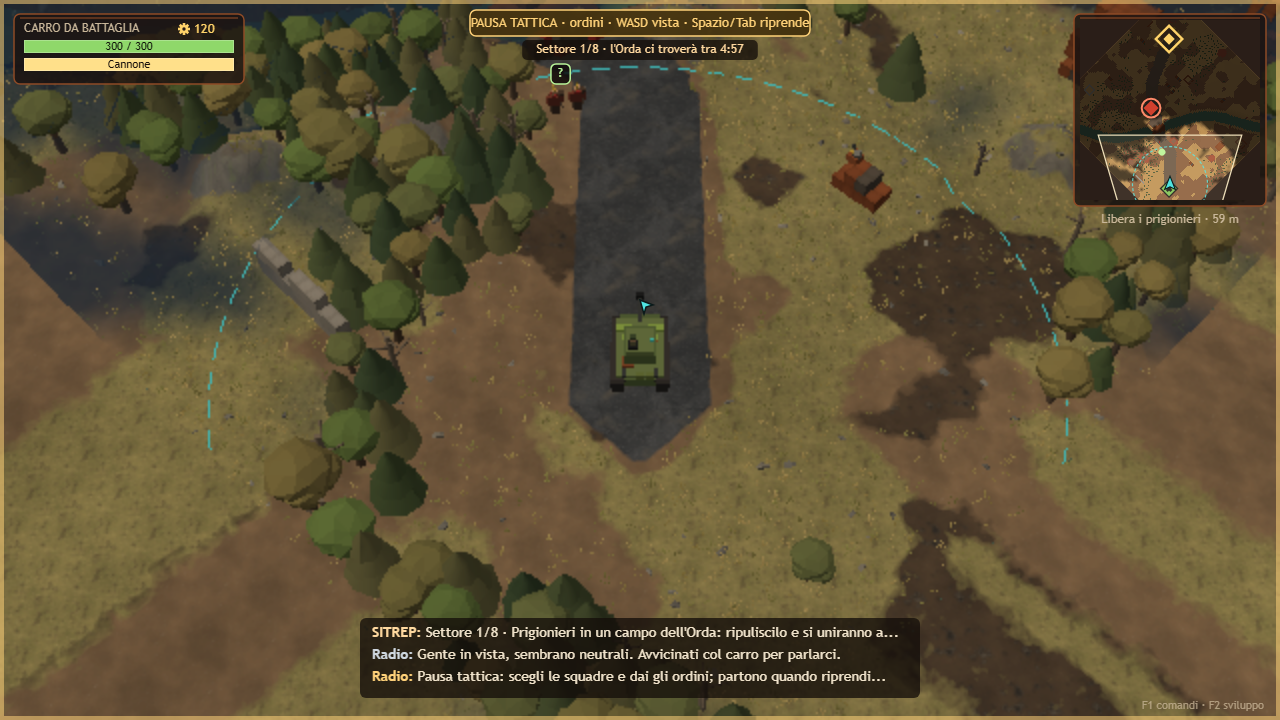 CARRO DA BATTAGLIA 120
300 / 300
Cannone
PAUSA TATTICA · ordini · WASD vista · Spazio/Tab riprende
Settore 1/8 · l'Orda ci troverà tra 4:57
?
Libera i prigionieri · 59 m
SITREP: Settore 1/8 · Prigionieri in un campo dell'Orda: ripuliscilo e si uniranno a...
Radio: Gente in vista, sembrano neutrali. Avvicinati col carro per parlarci.
Radio: Pausa tattica: scegli le squadre e dai gli ordini; partono quando riprendi...
F1 comandi · F2 sviluppo